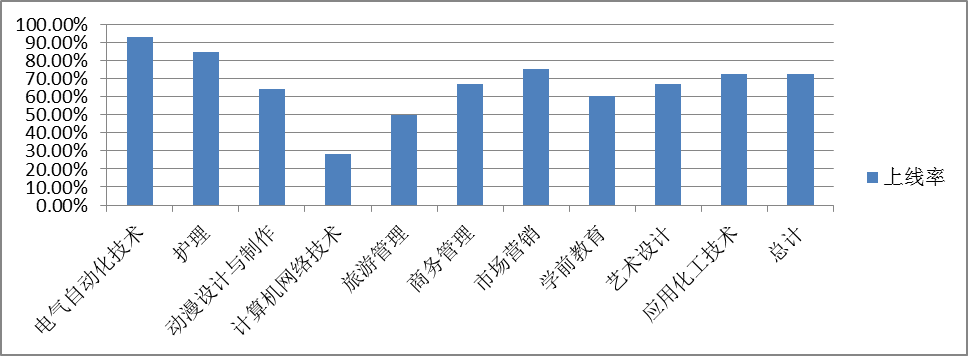 100.00%
90.00%
80.00%
70.00%
60.00%
50.00%
40.00%
30.00%
20.00%
10.00%
0.00%
电气自动化技术
护理
动漫设计与制作
计算机网络技术
旅游管理
商务管理
市场营销
学前教育
艺术设计
应用化工技术
总计
上线率